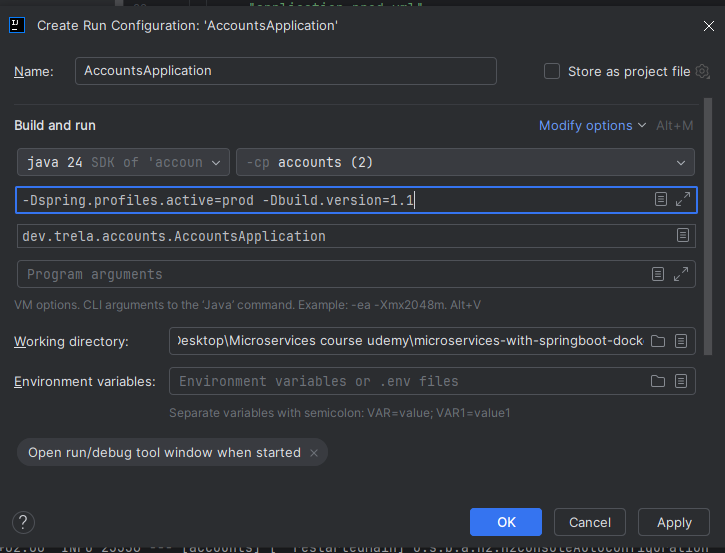 "application_prod.yml"
Create Run Configuration: 'AccountsApplication'
Name: AccountsApplication Store as project file
Build and run Modify options Alt+M
java 24 SDK of 'accoun -cp accounts (2)
-Dspring.profiles.active=prod -Dbuild.version=1.1
dev.trela.accounts.AccountsApplication
Program arguments
VM options. CLI arguments to the 'Java' command. Example: -ea -Xmx2048m. Alt+V
Working directory: Desktop\Microservices course udemy\microservices-with-springboot-docke
Environment variables: Environment variables or .env files
Separate variables with semicolon: VAR=value; VAR1=value1
Open run/debug tool window when started
? OK Cancel Apply